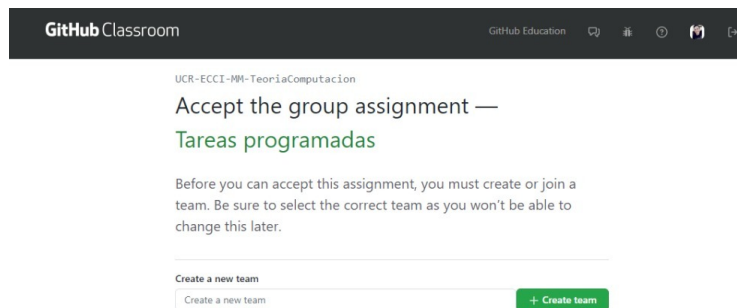 GitHub Classroom
GitHub Education
UCR-ECCI-MM-TeoriaComputacion
Accept the group assignment —
Tareas programadas
Before you can accept this assignment, you must create or join a
team. Be sure to select the correct team as you won't be able to
change this later.
Create a new team
Create a new team
+ Create team